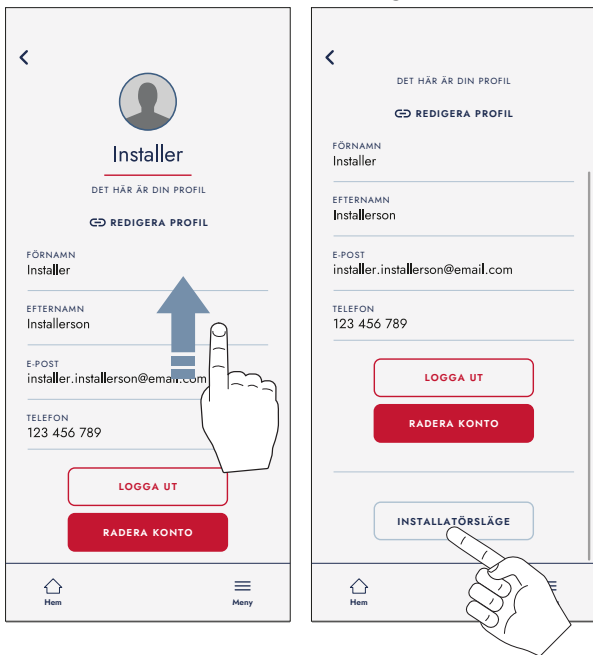 Installer
DET HÄR ÄR DIN PROFIL
REDIGERA PROFIL
FÖRNAMN
Installer
EFTERNAMN
Installerson
E-POST
installer.installerson@email.com
TELEFON
123 456 789
LOGGA UT
RADERA KONTO
Hem
Meny
DET HÄR ÄR DIN PROFIL
REDIGERA PROFIL
FÖRNAMN
Installer
EFTERNAMN
Installerson
E-POST
installer.installerson@email.com
TELEFON
123 456 789
LOGGA UT
RADERA KONTO
INSTALLATÖRSLÄGE
Hem